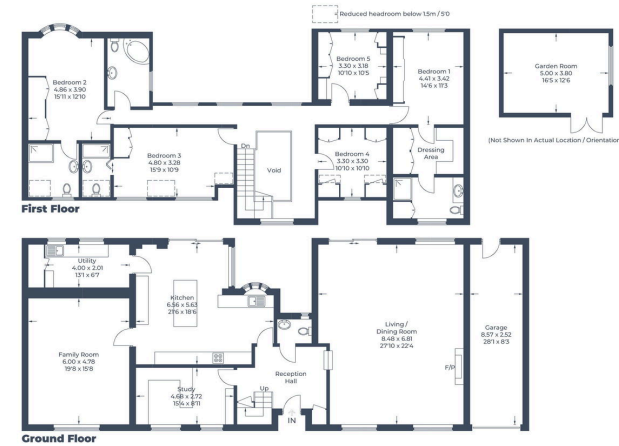 Reduced headroom below 1.5m / 5'0
Bedroom 2
4.86 x 3.90
15'11 x 12'10
Bedroom 5
3.30 x 3.18
10'10 x 10'5
Bedroom 1
4.41 x 3.42
14'6 x 11'3
Garden Room
5.00 x 3.80
16'5 x 12'6
(Not Shown In Actual Location / Orientation)
Bedroom 3
4.80 x 3.28
15'9 x 10'9
Dn
Void
Bedroom 4
3.30 x 3.30
10'10 x 10'10
Dressing
Area
First Floor
Utility
4.00 x 2.01
13'1 x 6'7
Kitchen
6.56 x 5.63
21'6 x 18'6
Family Room
6.00 x 4.78
19'8 x 15'8
Living /
Dining Room
8.48 x 6.81
27'10 x 22'4
Garage
8.57 x 2.52
28'1 x 8'3
F/P
Study
4.68 x 2.72
15'4 x 8'11
Reception
Hall
Up
IN
Ground Floor